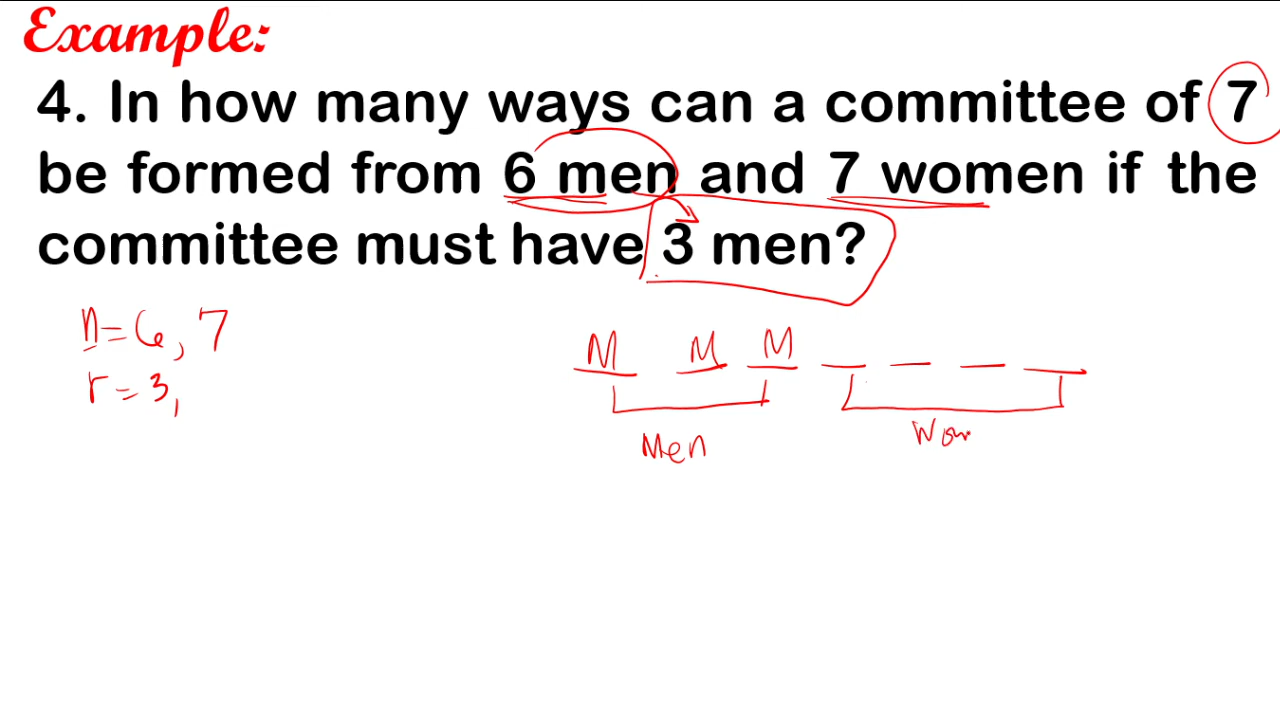 Example:
4. In how many ways can a committee of 7
be formed from 6 men and 7 women if the
committee must have 3 men?
n = 6, 7
r = 3,
M M M _ _ _ _
Men Wom